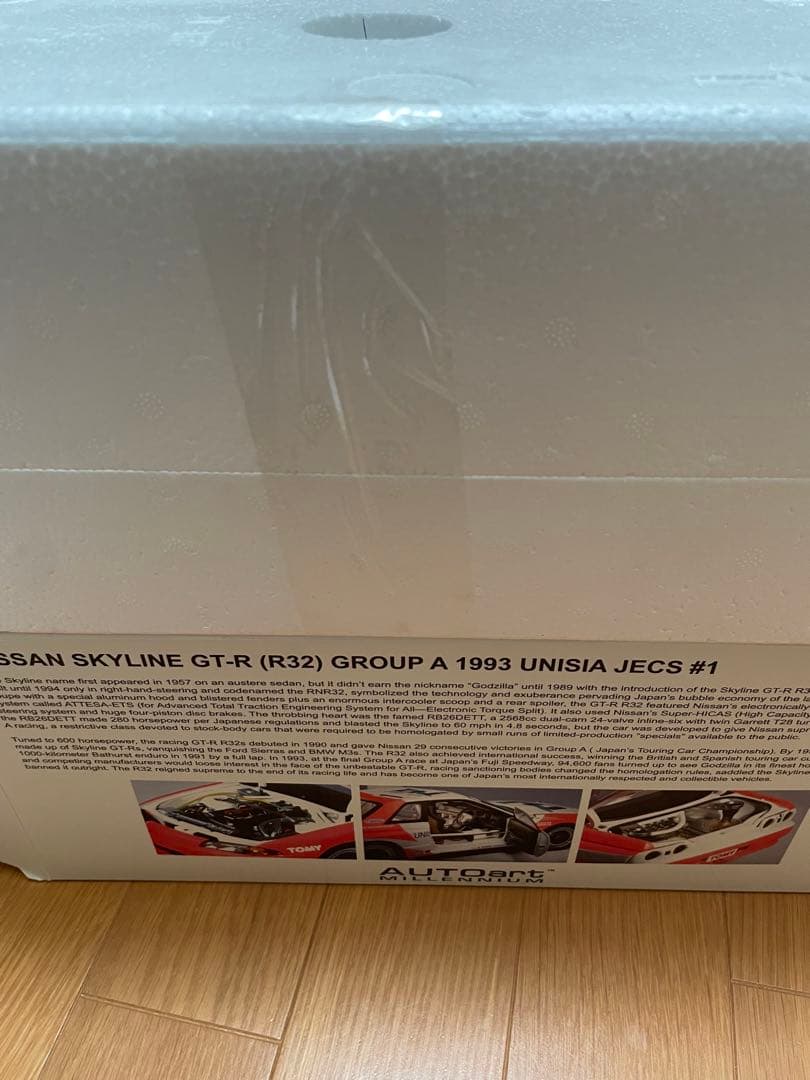 SSAN SKYLINE GT-R (R32) GROUP A 1993 UNISIA JECS #1
Skyline name first appeared in 1957 on an austere sedan, but it didn't earn the nickname "Godzilla" until 1989 with the introduction of the Skyline GT-R R3
ilt until 1994 only in right-hand-steering and codenamed the RNR32, symbolized the technology and exuberance pervading Japan's bubble economy of the la
upe with a special aluminum hood and blistered fenders plus an enormous intercooler scoop and a rear spoiler, the GT-R R32 featured Nissan's electronically
system called ATTESA-ETS (for Advanced Total Traction Engineering System for All—Electronic Torque Split). It also used Nissan's Super-HICAS (High Capacity
steering system and huge four-piston disc brakes. The throbbing heart was the famed RB26DETT, a 2568cc dual-cam 24-valve inline-six with twin Garrett T28 tur
the RB26DETT made 280 horsepower per Japanese regulations and blasted the Skyline to 60 mph in 4.8 seconds, but the car was developed to give Nissan supr
A racing, a restrictive class devoted to stock-body cars that were required to be homologated by small runs of limited-production "specials" available to the public.
Tuned to 600 horsepower, the racing GT-R R32s debuted in 1990 and gave Nissan 29 consecutive victories in Group A ( Japan's Touring Car Championship). By 19
made up of Skyline GT-Rs, vanquishing the Ford Sierras and BMW M3s. The R32 also achieved international success, winning the British and Spanish touring car cu
1000-kilometer Bathurst enduro in 1991 by a full lap. In 1993, at the final Group A race at Japan's Fuji Speedway, 94,600 fans turned up to see Godzilla in its finest ho
and competing manufacturers would loose interest in the face of the unbeatable GT-R, racing sanctioning bodies changed the homologation rules, saddled the Skyline
banned it outright. The R32 reigned supreme to the end of its racing life and has become one of Japan's most internationally respected and collectible vehicles.
TOMY
UNI
TOMY
AUTOart™
MILLENNIUM